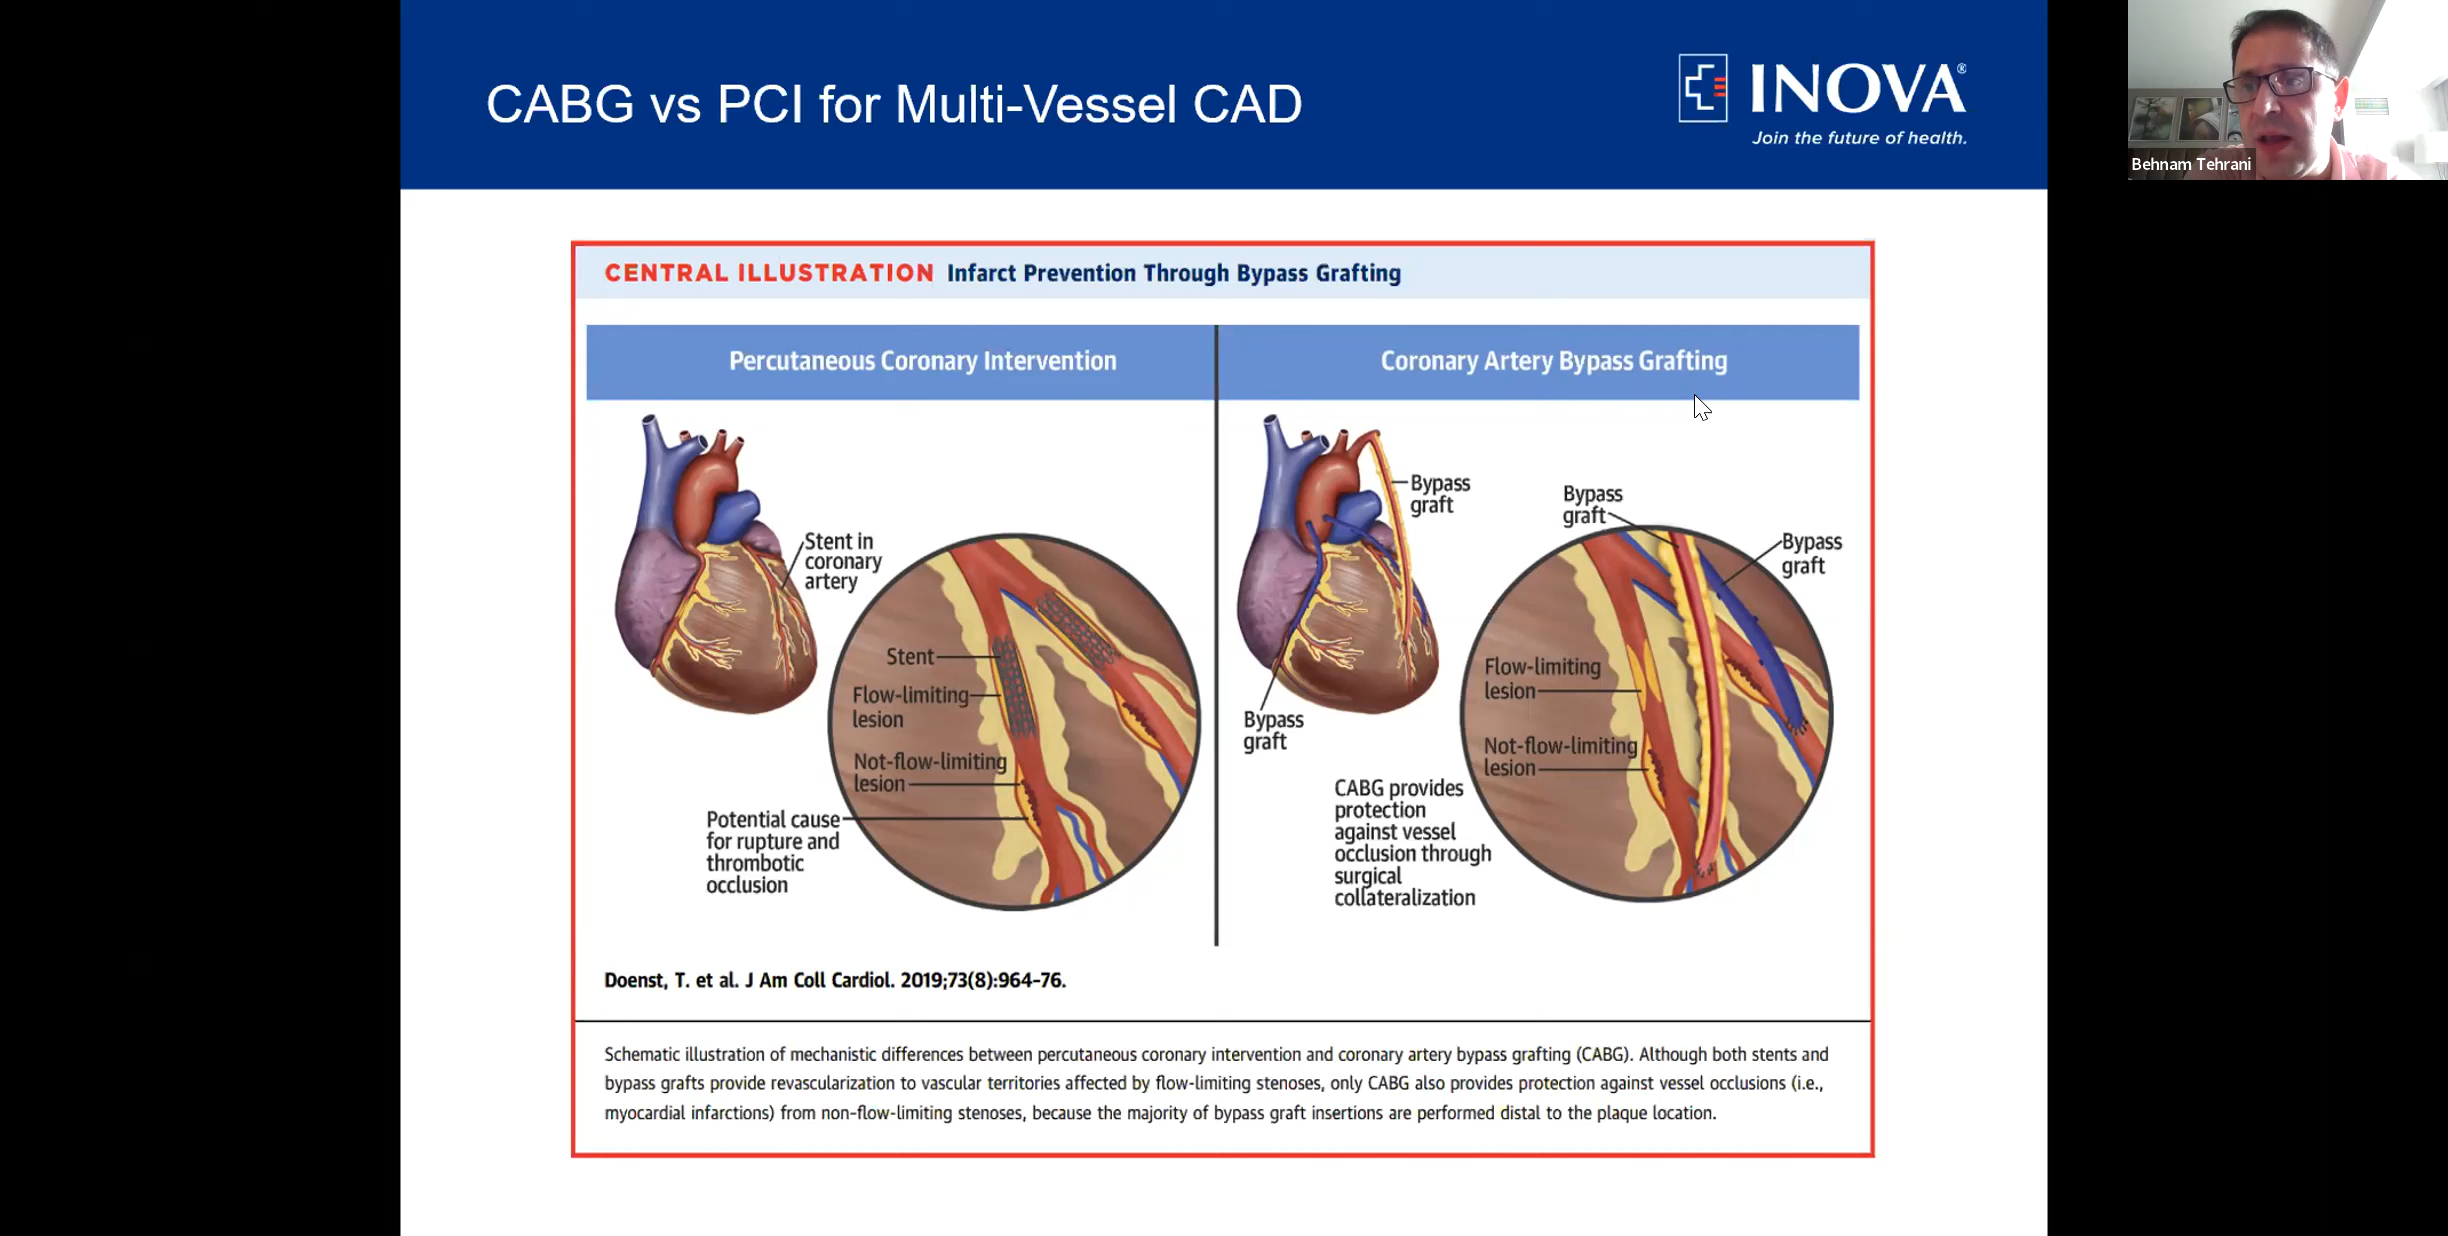 CABG vs PCI for Multi-Vessel CAD
INOVA®
Join the future of health.
Behnam Tehrani
CENTRAL ILLUSTRATION Infarct Prevention Through Bypass Grafting
Percutaneous Coronary Intervention
Stent in
coronary
artery
Stent
Flow-limiting
lesion
Not-flow-limiting
lesion
Potential cause
for rupture and
thrombotic
occlusion
Coronary Artery Bypass Grafting
Bypass
graft
Bypass
graft
Bypass
graft
Flow-limiting
lesion
Bypass
graft
Not-flow-limiting
lesion
CABG provides
protection
against vessel
occlusion through
surgical
collateralization
Doenst, T. et al. J Am Coll Cardiol. 2019;73(8):964–76.
Schematic illustration of mechanistic differences between percutaneous coronary intervention and coronary artery bypass grafting (CABG). Although both stents and
bypass grafts provide revascularization to vascular territories affected by flow-limiting stenoses, only CABG also provides protection against vessel occlusions (i.e.,
myocardial infarctions) from non-flow-limiting stenoses, because the majority of bypass graft insertions are performed distal to the plaque location.